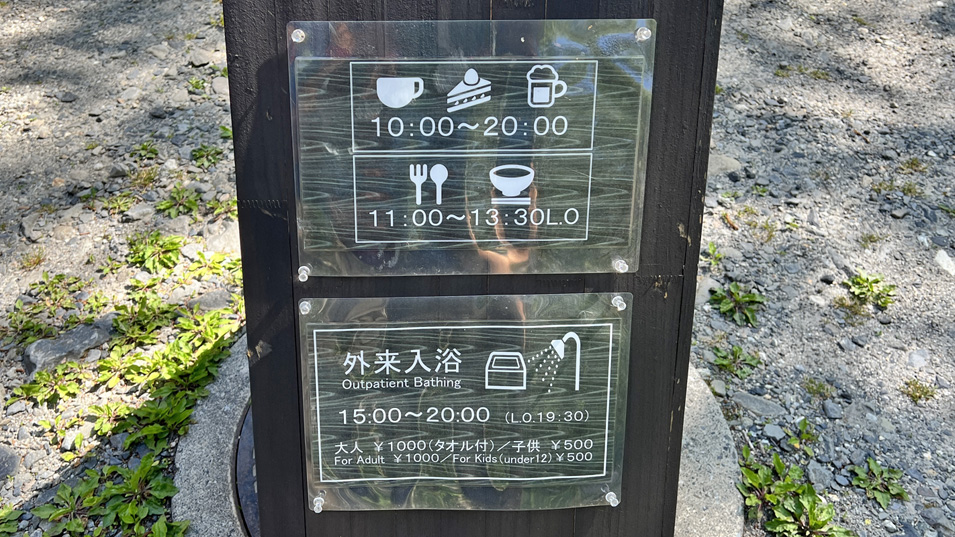 10:00～20:00
11:00～13:30L.O
外来入浴
Outpatient Bathing
15:00～20:00 (L.O.19:30)
大人 ￥1000(タオル付)／子供 ￥500
For Adult ￥1000／For Kids(under12)￥500